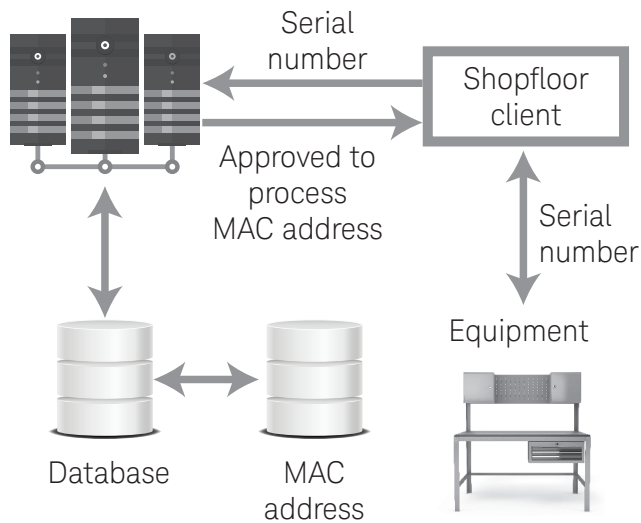 Serial
number
Shopfloor
client
Approved to
process
MAC address
Serial
number
Equipment
Database
MAC
address